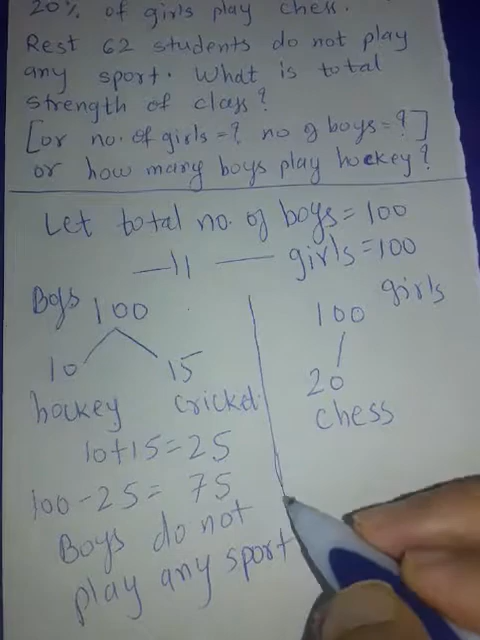 20% of girls play chess.
Rest 62 students do not play
any sport. What is total
strength of class?
[or no. of girls =? no of boys =?]
or how many boys play hockey?
Let total no. of boys = 100
—11— girls = 100
Boys 100
10 15
hockey cricket
10+15=25
100-25= 75
Boys do not
play any sport
100 girls
20
chess